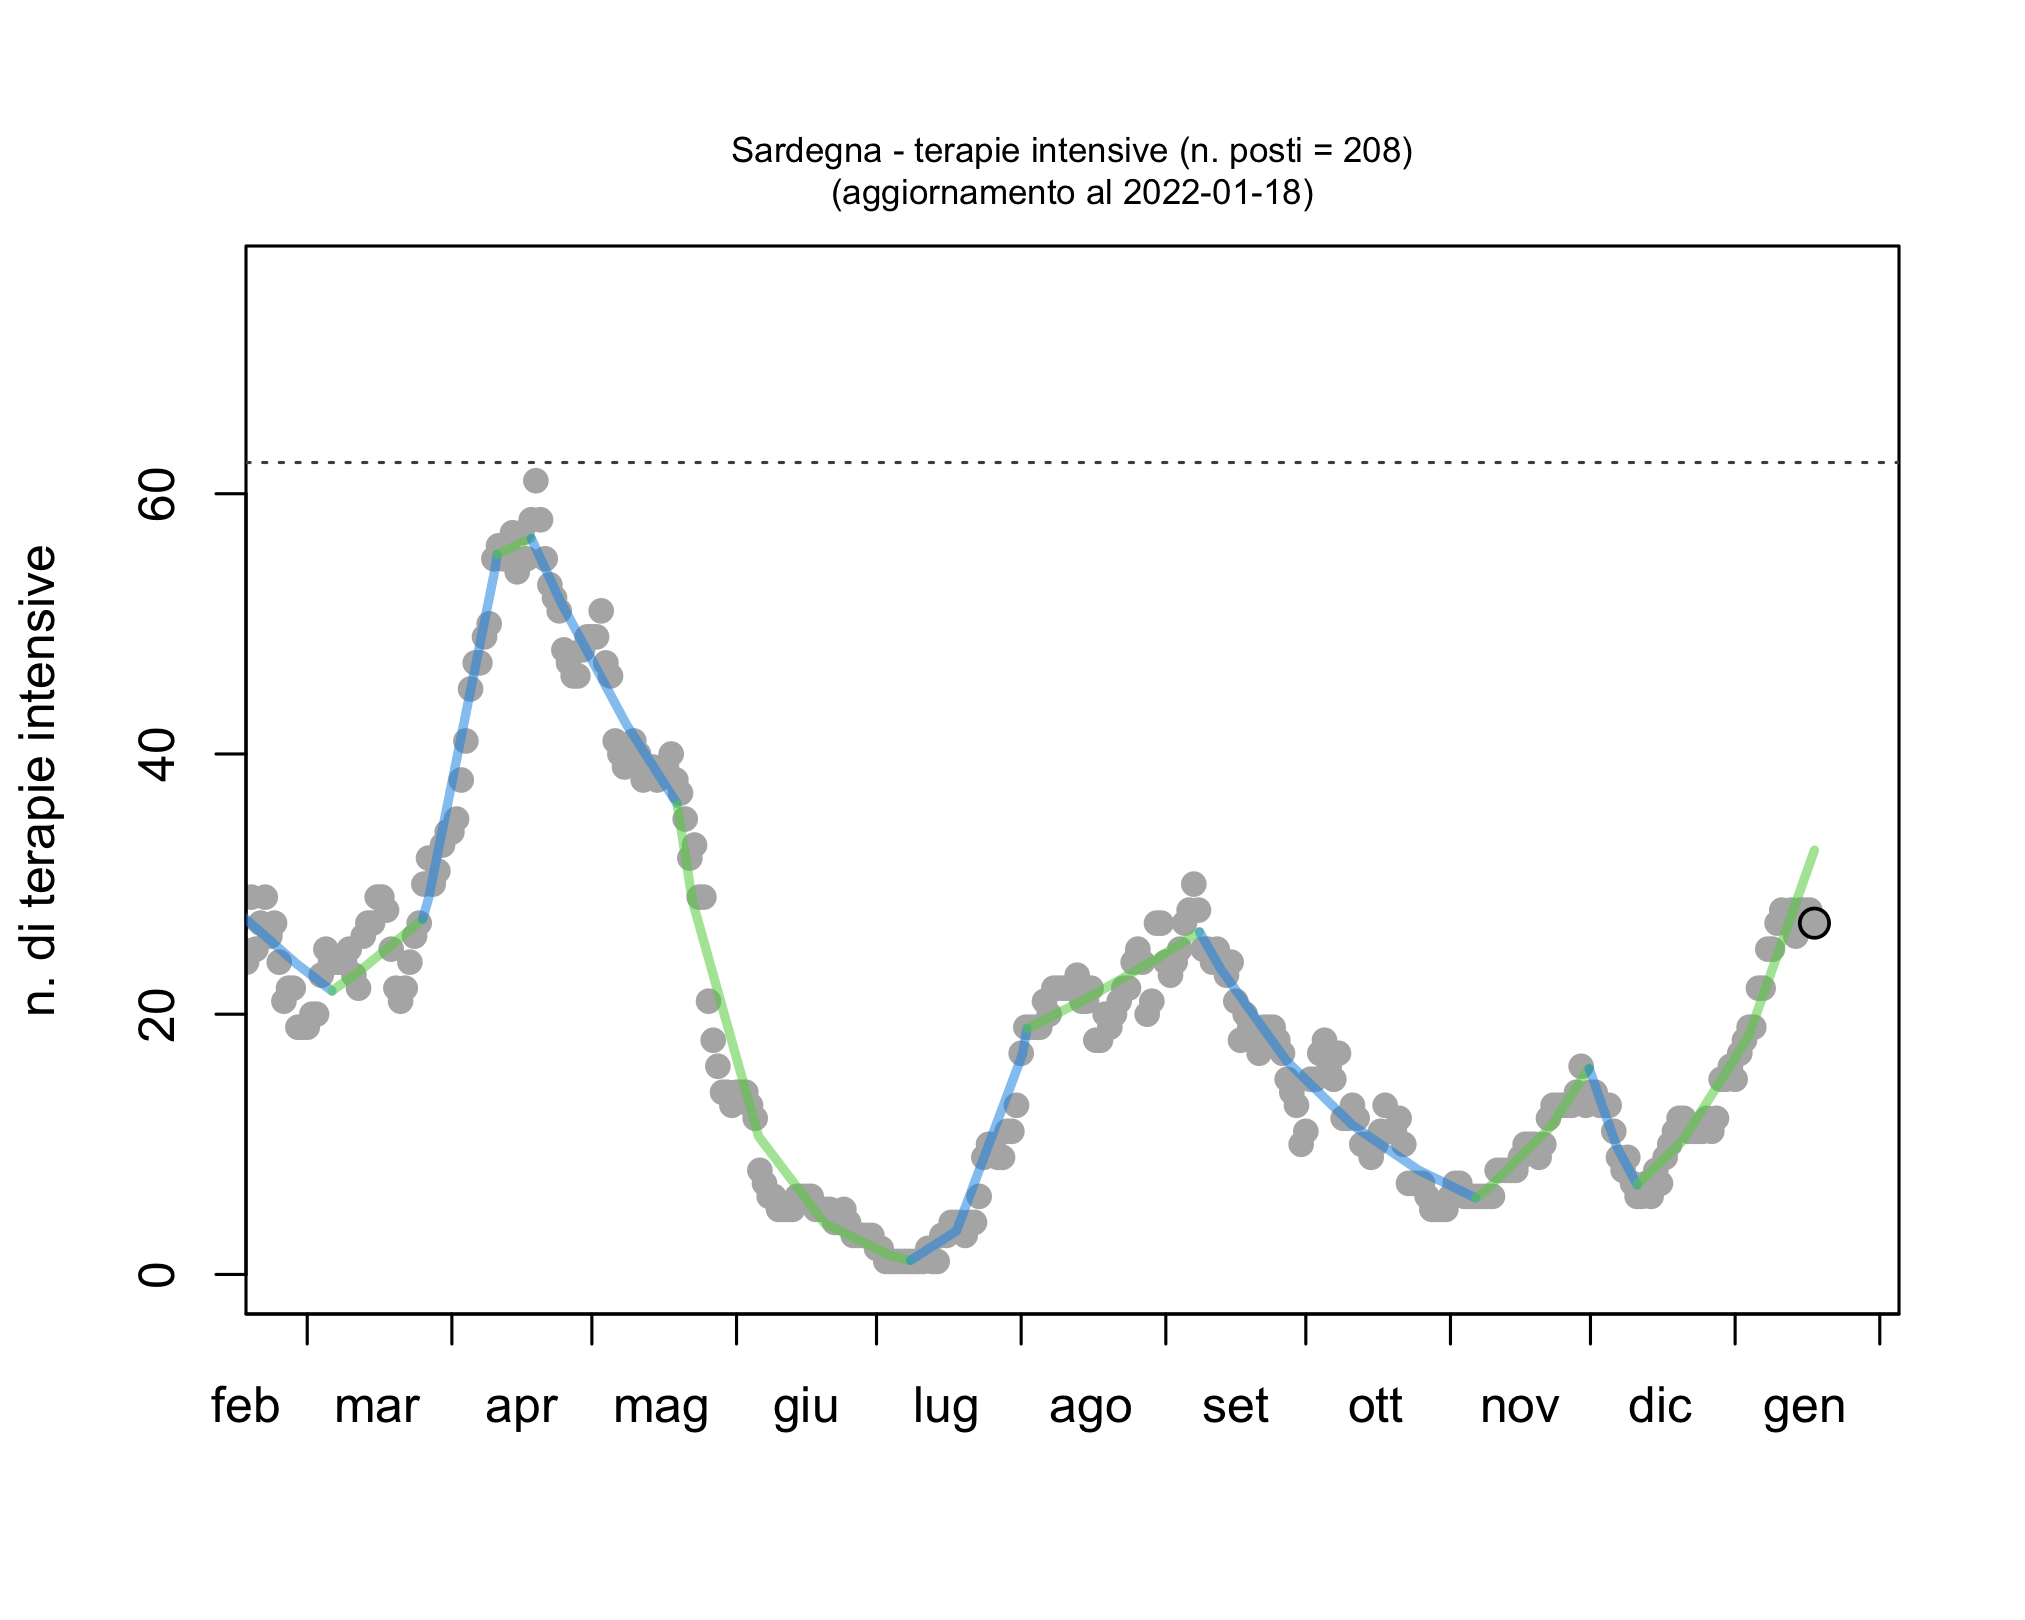 Sardegna - terapie intensive (n. posti = 208)
(aggiornamento al 2022-01-18)
n. di terapie intensive
60
40
20
0
feb mar apr mag giu lug ago set ott nov dic gen